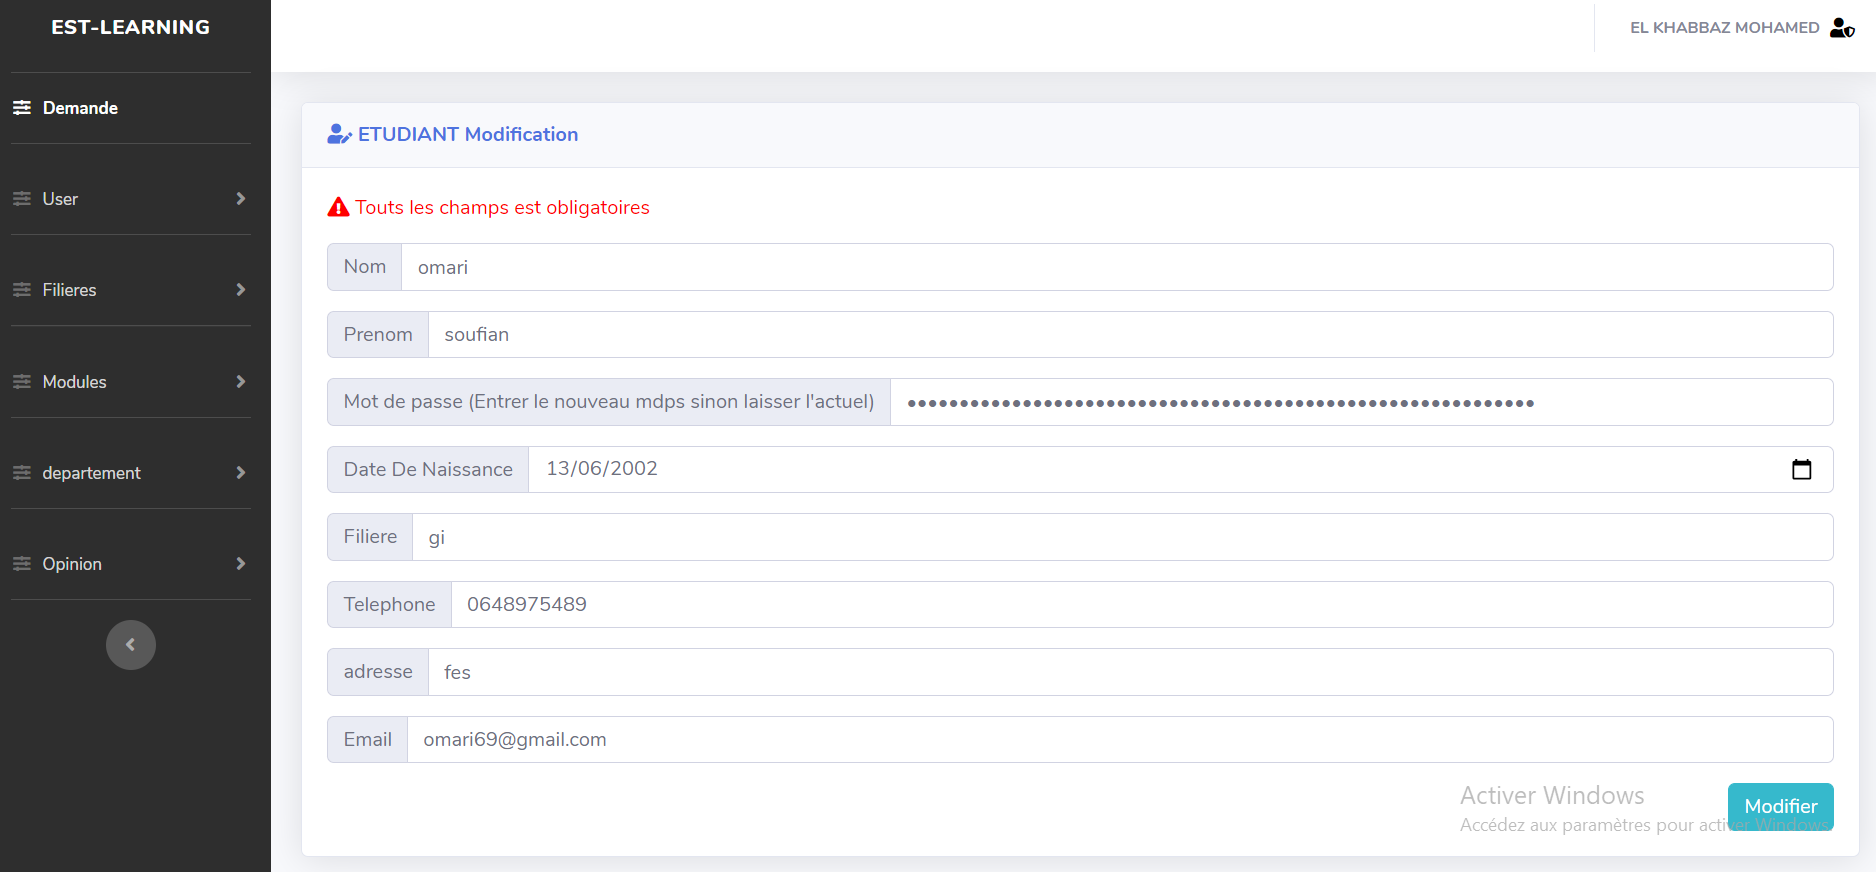 EST-LEARNING
EL KHABBAZ MOHAMED
Demande
User
Filieres
Modules
departement
Opinion
ETUDIANT Modification
Touts les champs est obligatoires
Nom omari
Prenom soufian
Mot de passe (Entrer le nouveau mdps sinon laisser l'actuel) ••••••••••••••••••••••••••••••••••••••••••••••••••••••••••••
Date De Naissance 13/06/2002
Filiere gi
Telephone 0648975489
adresse fes
Email omari69@gmail.com
Modifier
Activer Windows
Accédez aux paramètres pour activer Windows.